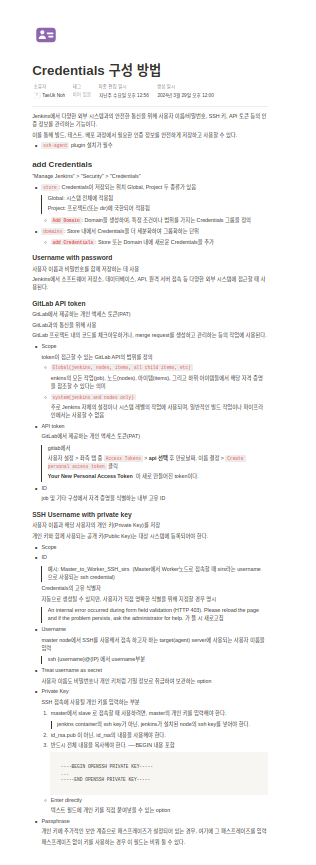 Credentials 구성 방법
소유자 태그 최종 편집 일시 생성 일시
T TaeUk Noh 비어 있음 지난주 수요일 오후 12:56 2024년 3월 29일 오후 12:00
Jenkins에서 다양한 외부 시스템과의 안전한 통신을 위해 사용자 이름/비밀번호, SSH 키, API 토큰 등의 인
증 정보를 관리하는 기능이다.
이를 통해 빌드, 테스트, 배포 과정에서 필요한 인증 정보를 안전하게 저장하고 사용할 수 있다.
ssh-agent plugin 설치가 필수
add Credentials
"Manage Jenkins" > "Security" > "Credentials"
store : Credentials이 저장되는 위치 Global, Project 두 종류가 있음
Global: 시스템 전체에 적용됨
Project: 프로젝트(또는 dir)에 국한되어 적용됨
Add Domain : Domain을 생성하여, 특정 조건이나 범위를 가지는 Credentials 그룹을 정의
domains : Store 내에서 Credentials을 더 세분화하여 그룹화하는 단위
add Credentials : Store 또는 Domain 내에 새로운 Credentials을 추가
Username with password
사용자 이름과 비밀번호를 함께 저장하는 데 사용
Jenkins에서 소프트웨어 저장소, 데이터베이스, API, 원격 서버 접속 등 다양한 외부 시스템에 접근할 때 사
용된다.
GitLab API token
GitLab에서 제공하는 개인 액세스 토큰(PAT)
GitLab과의 통신을 위해 사용
GitLab 프로젝트 내의 코드를 체크아웃하거나, merge request를 생성하고 관리하는 등의 작업에 사용된다.
Scope
token이 접근할 수 있는 GitLab API의 범위를 정의
Global(jenkins, nodes, items, all child items, etc)
enkins의 모든 작업(job), 노드(nodes), 아이템(items), 그리고 하위 아이템들에서 해당 자격 증명
을 참조할 수 있다는 의미
system(jenkins and nodes only)
주로 Jenkins 자체의 설정이나 시스템 레벨의 작업에 사용되며, 일반적인 빌드 작업이나 파이프라
인에서는 사용할 수 없음
API token
GitLab에서 제공하는 개인 액세스 토큰(PAT)
gitlab에서
사용자 설정 > 좌측 탭 중 Access Tokens > api 선택 후 만료날짜, 이름 결정 > Create
personal access token 클릭
Your New Personal Access Token 이 새로 만들어진 token이다.
ID
job 및 기타 구성에서 자격 증명을 식별하는 내부 고유 ID
SSH Username with private key
사용자 이름과 해당 사용자의 개인 키(Private Key)를 저장
개인 키와 함께 사용되는 공개 키(Public Key)는 대상 시스템에 등록되어야 한다.
Scope
ID
예시: Master_to_Worker_SSH_sirs (Master에서 Worker노드로 접속할 때 sirs라는 username
으로 사용되는 ssh credential)
Credentials의 고유 식별자
자동으로 생성될 수 있지만, 사용자가 직접 명확한 식별을 위해 지정할 경우 명시
An internal error occurred during form field validation (HTTP 403). Please reload the page
and if the problem persists, ask the administrator for help. 가 뜰 시 새로고침
Username
master node에서 SSH를 사용해서 접속 하고자 하는 target(agent) server에 사용되는 사용자 이름을
입력
ssh {username}@{IP} 에서 username부분
Treat username as secret
사용자 이름도 비밀번호나 개인 키처럼 기밀 정보로 취급하여 보관하는 option
Private Key
SSH 접속에 사용될 개인 키를 입력하는 부분
1. master에서 slave 로 접속할 때 사용하려면, master의 개인 키를 입력해야 한다.
jenkins container의 ssh key가 아닌, jenkins가 설치된 node의 ssh key를 넣어야 한다.
2. id_rsa.pub 이 아닌, id_rsa의 내용을 사용해야 한다.
3. 반드시 전체 내용을 복사해야 한다. ----BEGIN 내용 포함
-----BEGIN OPENSSH PRIVATE KEY-----
...
-----END OPENSSH PRIVATE KEY-----
Enter directly
텍스트 필드에 개인 키를 직접 붙여넣을 수 있는 option
Passphrase
개인 키에 추가적인 보안 계층으로 패스프레이즈가 설정되어 있는 경우, 여기에 그 패스프레이즈를 입력
패스프레이즈 없이 키를 사용하는 경우 이 필드는 비워 둘 수 있다.